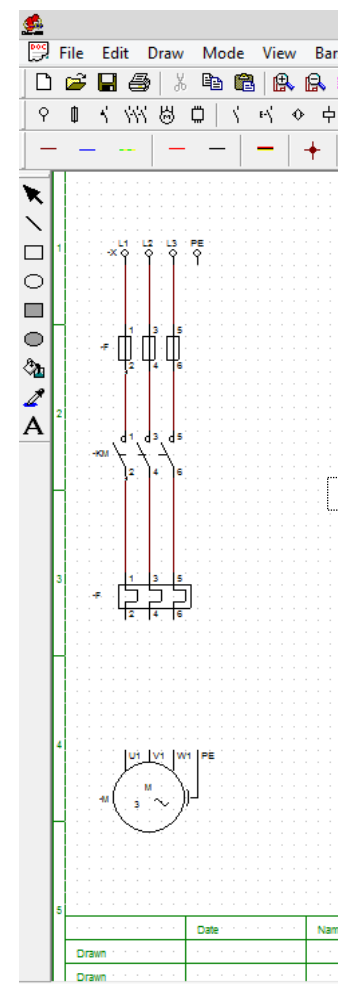 File Edit Draw Mode View Bar
A
1
L1 L2 L3 PE
-X
1 3 5
-F
2 4 6
2
1 3 5
-KM
2 4 6
3
1 3 5
-F
2 4 6
4
U1 V1 W1 PE
M
-M
3
5
Date Nam
Drawn
Drawn